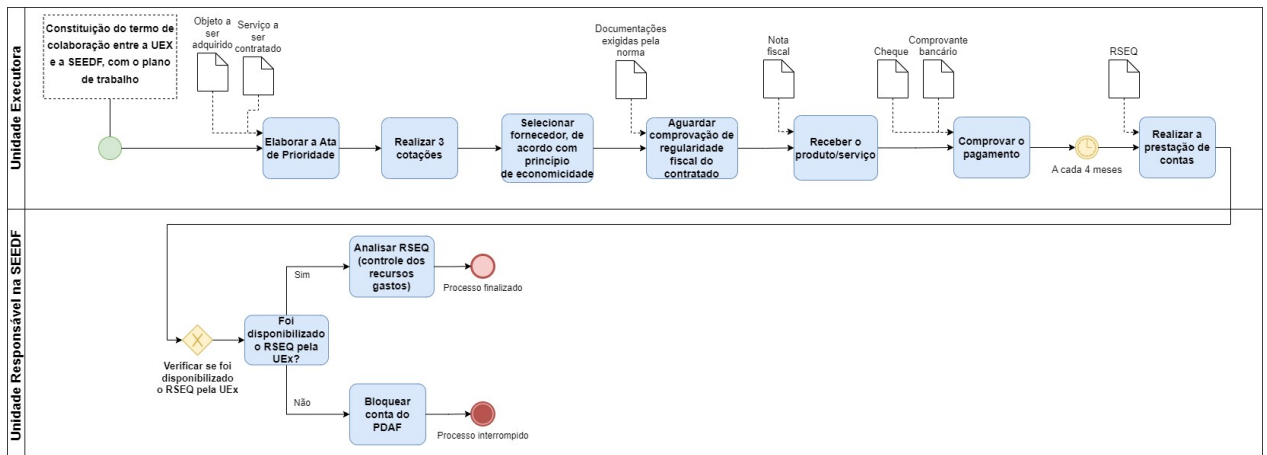 Unidade Executora
Constituição do termo de
colaboração entre a UEX
e a SEEDF, com o plano
de trabalho
Objeto a
ser
adquirido
Serviço a
ser
contratado
Documentações
exigidas pela
norma
Nota
fiscal
Cheque
Comprovante
bancário
RSEQ
Elaborar a Ata
de Prioridade
Realizar 3
cotações
Selecionar
fornecedor, de
acordo com
princípio
de economicidade
Aguardar
comprovação de
regularidade
fiscal do
contratado
Receber o
produto/serviço
Comprovar o
pagamento
A cada 4 meses
Realizar a
prestação de
contas
Unidade Responsável na SEEDF
Verificar se foi
disponibilizado
o RSEQ pela UEx
Foi
disponibilizado
o RSEQ pela
UEx?
Sim
Analisar RSEQ
(controle dos
recursos
gastos)
Processo finalizado
Não
Bloquear
conta do
PDAF
Processo interrompido